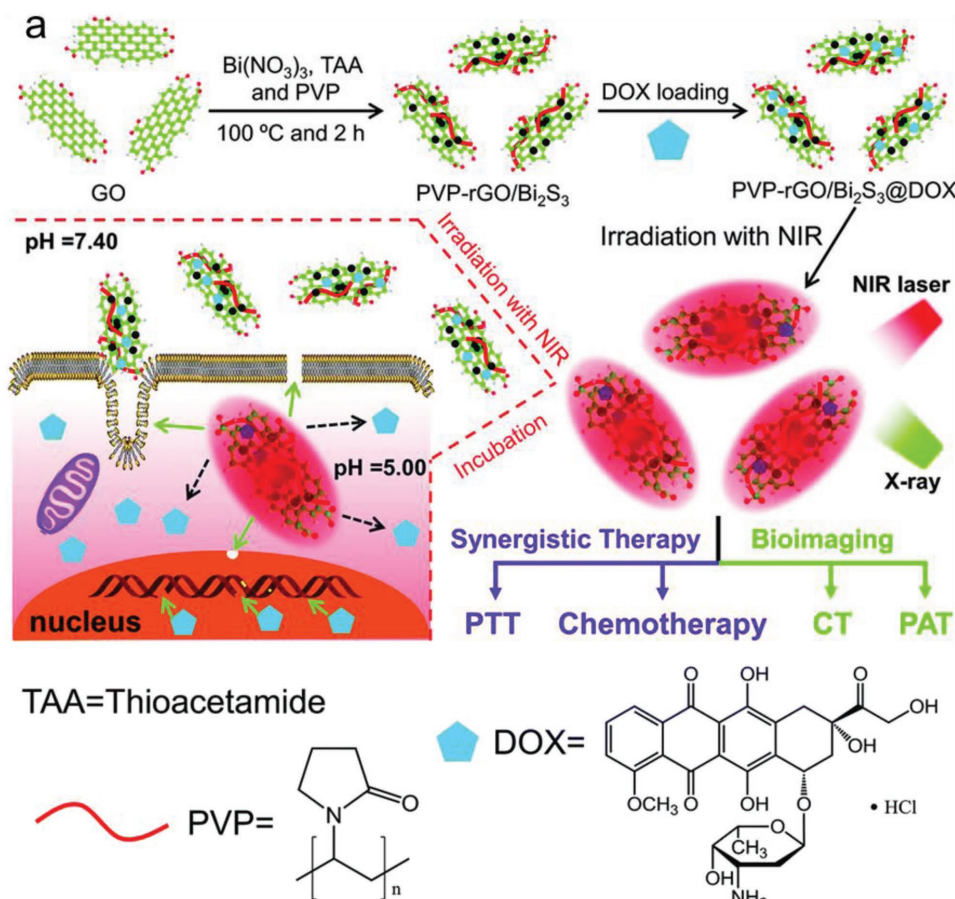 a
Bi(NO₃)₃, TAA
and PVP
100 ºC and 2 h
DOX loading
GO
PVP-rGO/Bi₂S₃
PVP-rGO/Bi₂S₃@DOX
Irradiation with NIR
pH =7.40
Irradiation with NIR
Incubation
pH =5.00
nucleus
NIR laser
X-ray
Synergistic Therapy
Bioimaging
PTT
Chemotherapy
CT
PAT
TAA=Thioacetamide
PVP=
N
O
n
DOX=
O
OH
O
OH
OH
OCH₃
O
OH
O
• HCl
O
CH₃
OH
NH₂